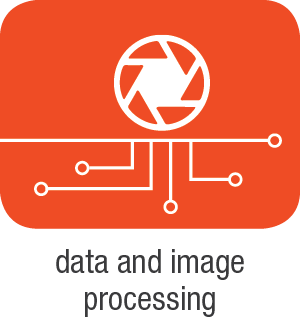 data and image
processing